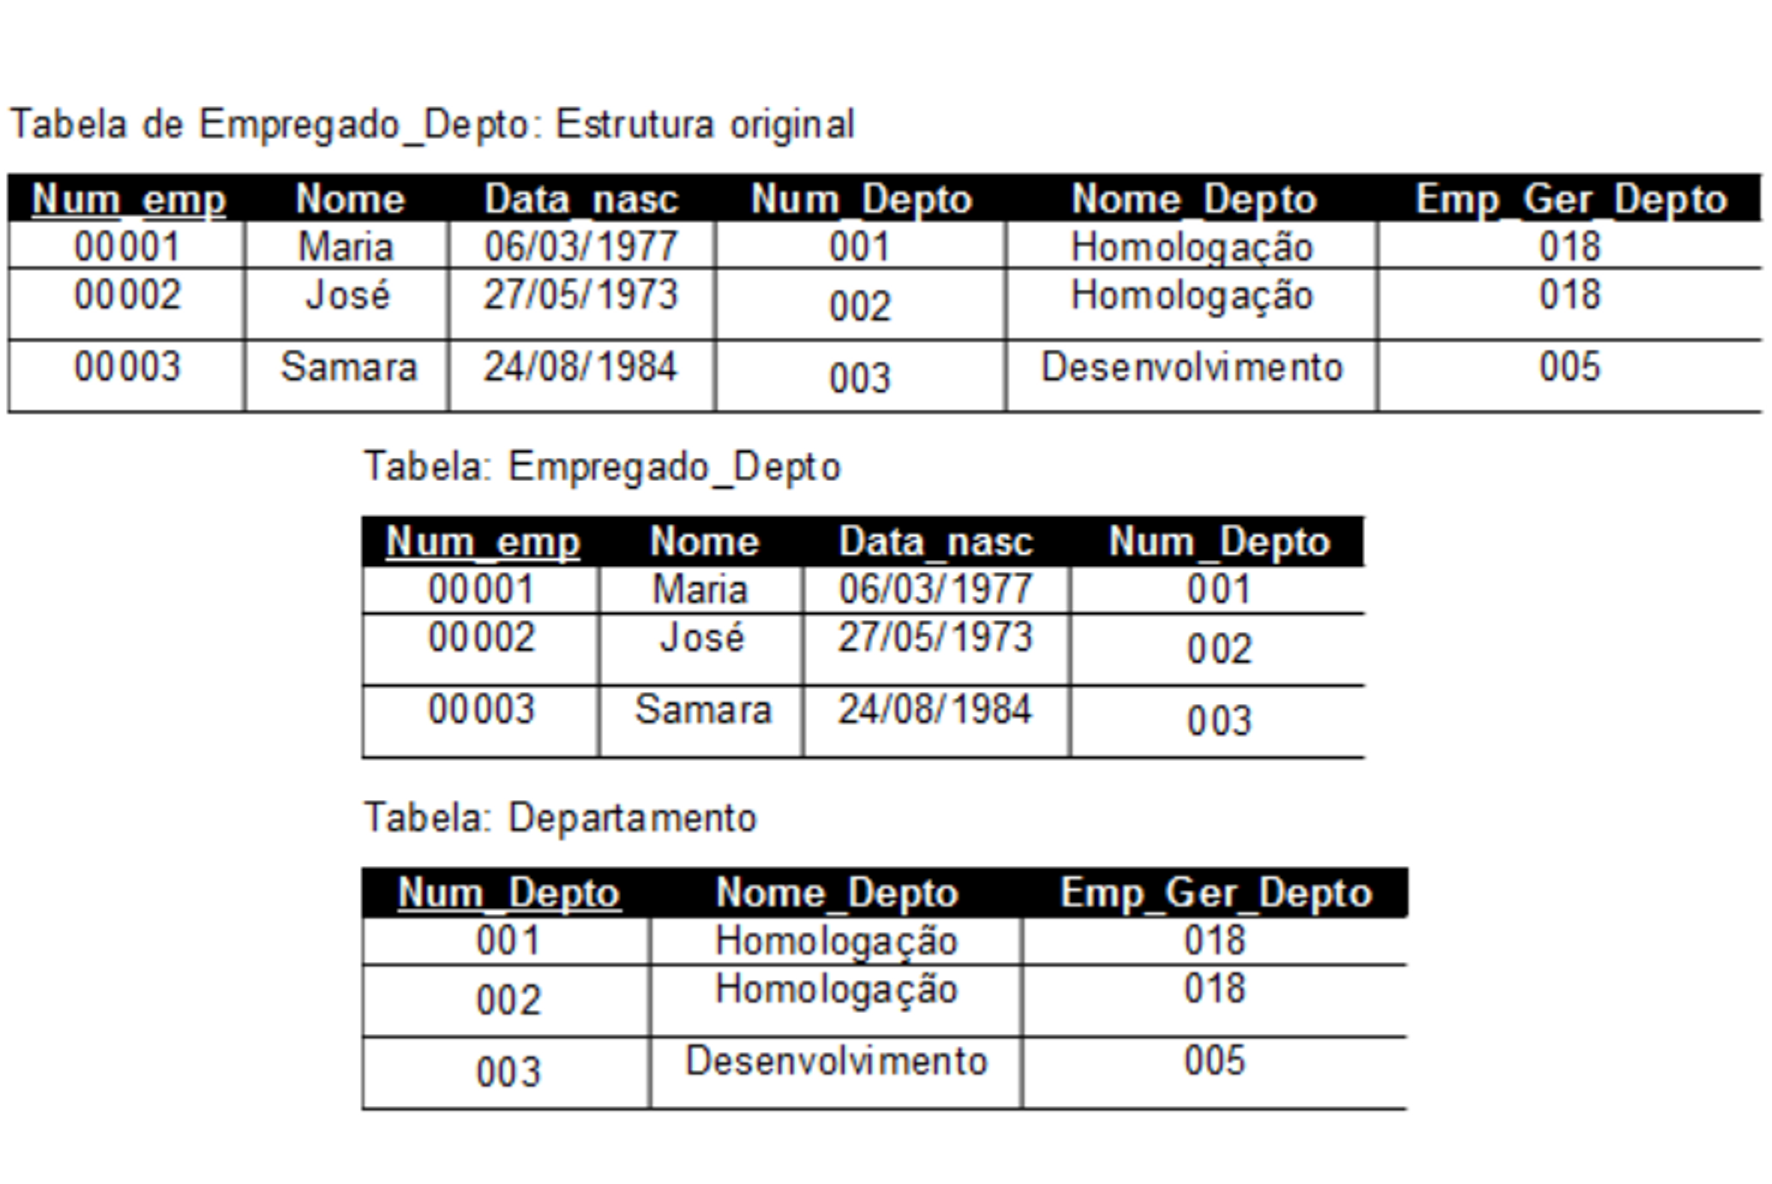 Tabela de Empregado_Depto: Estrutura original
Num_emp Nome Data_nasc Num_Depto Nome_Depto Emp_Ger_Depto
00001 Maria 06/03/1977 001 Homologação 018
00002 José 27/05/1973 002 Homologação 018
00003 Samara 24/08/1984 003 Desenvolvimento 005
Tabela: Empregado_Depto
Num_emp Nome Data_nasc Num_Depto
00001 Maria 06/03/1977 001
00002 José 27/05/1973 002
00003 Samara 24/08/1984 003
Tabela: Departamento
Num_Depto Nome_Depto Emp_Ger_Depto
001 Homologação 018
002 Homologação 018
003 Desenvolvimento 005